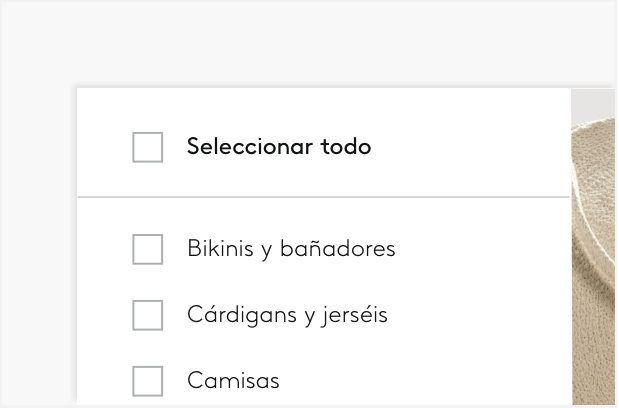 Seleccionar todo
Bikinis y bañadores
Cárdigans y jerséis
Camisas